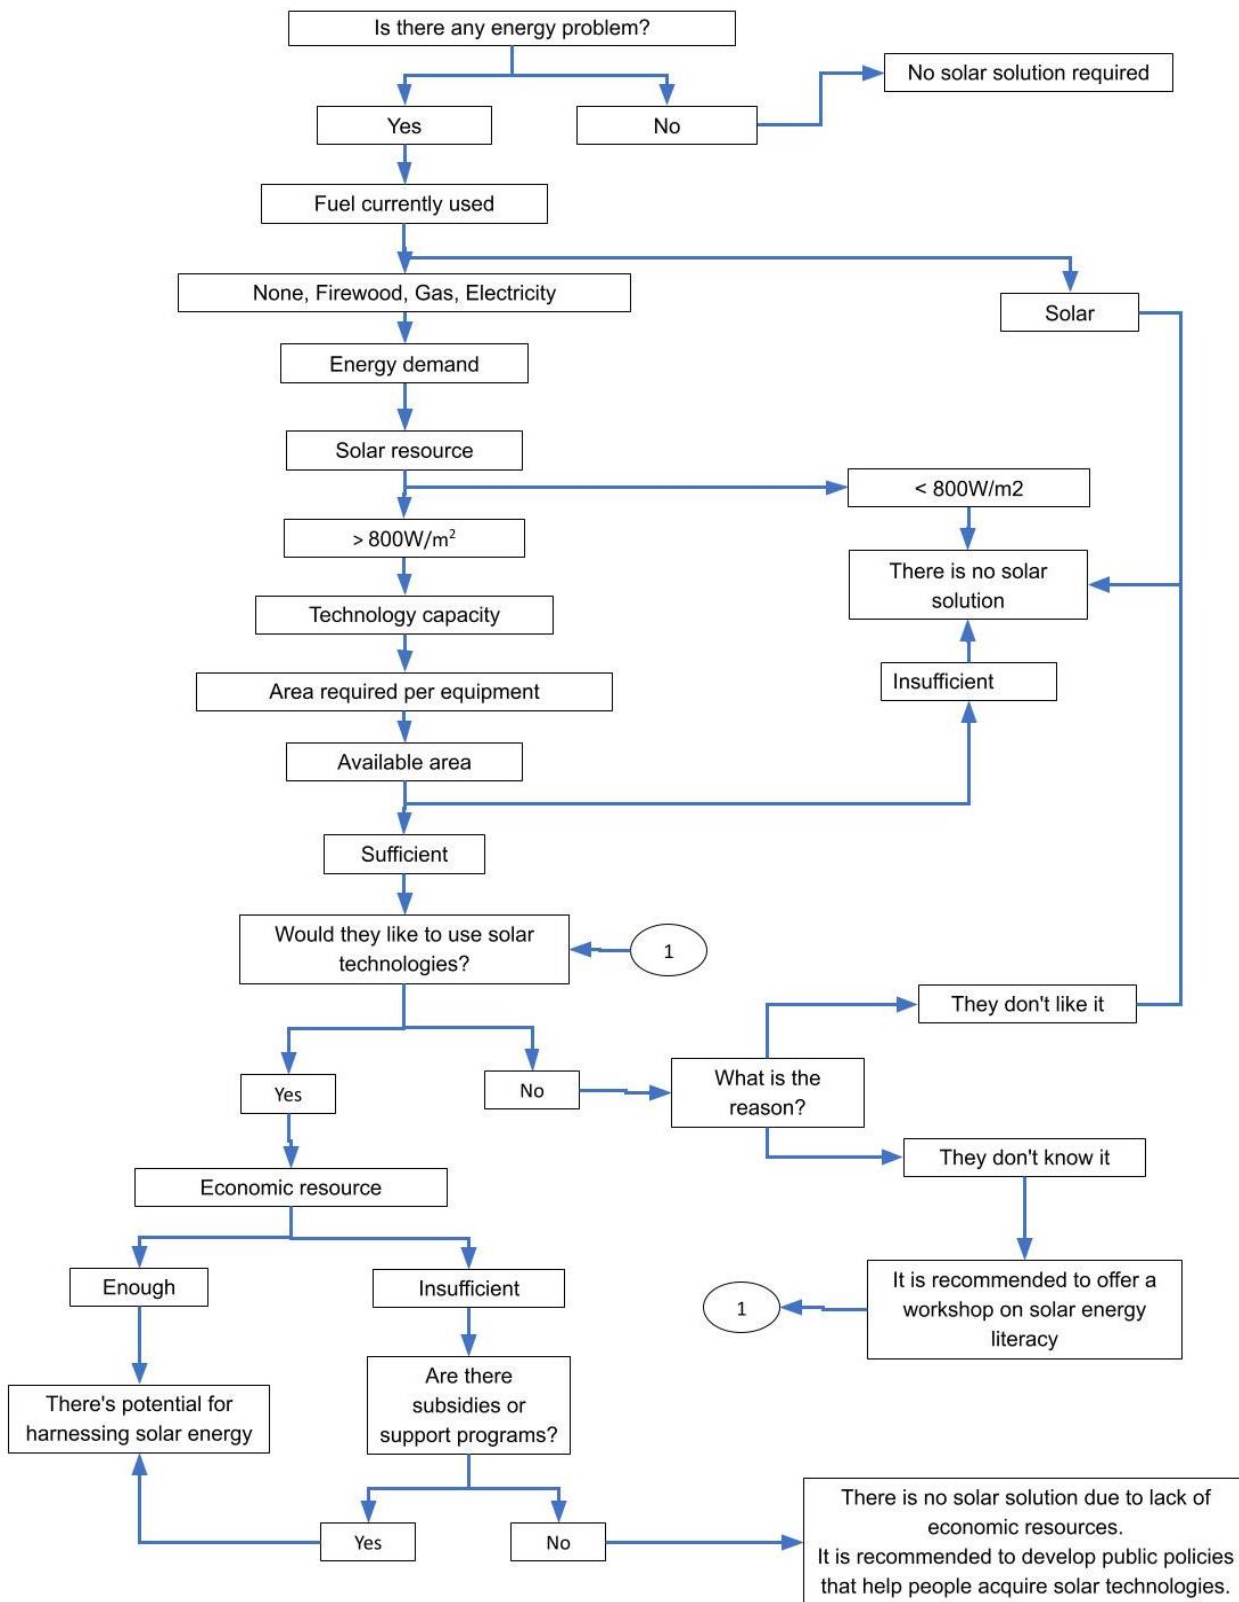 Is there any energy problem?
No solar solution required
Yes
No
Fuel currently used
None, Firewood, Gas, Electricity
Solar
Energy demand
Solar resource
< 800W/m2
> 800W/m²
There is no solar
solution
Technology capacity
Insufficient
Area required per equipment
Available area
Sufficient
Would they like to use solar
technologies?
1
They don't like it
Yes
No
What is the
reason?
They don't know it
Economic resource
Enough
Insufficient
It is recommended to offer a
workshop on solar energy
literacy
1
There's potential for
harnessing solar energy
Are there
subsidies or
support programs?
Yes
No
There is no solar solution due to lack of
economic resources.
It is recommended to develop public policies
that help people acquire solar technologies.